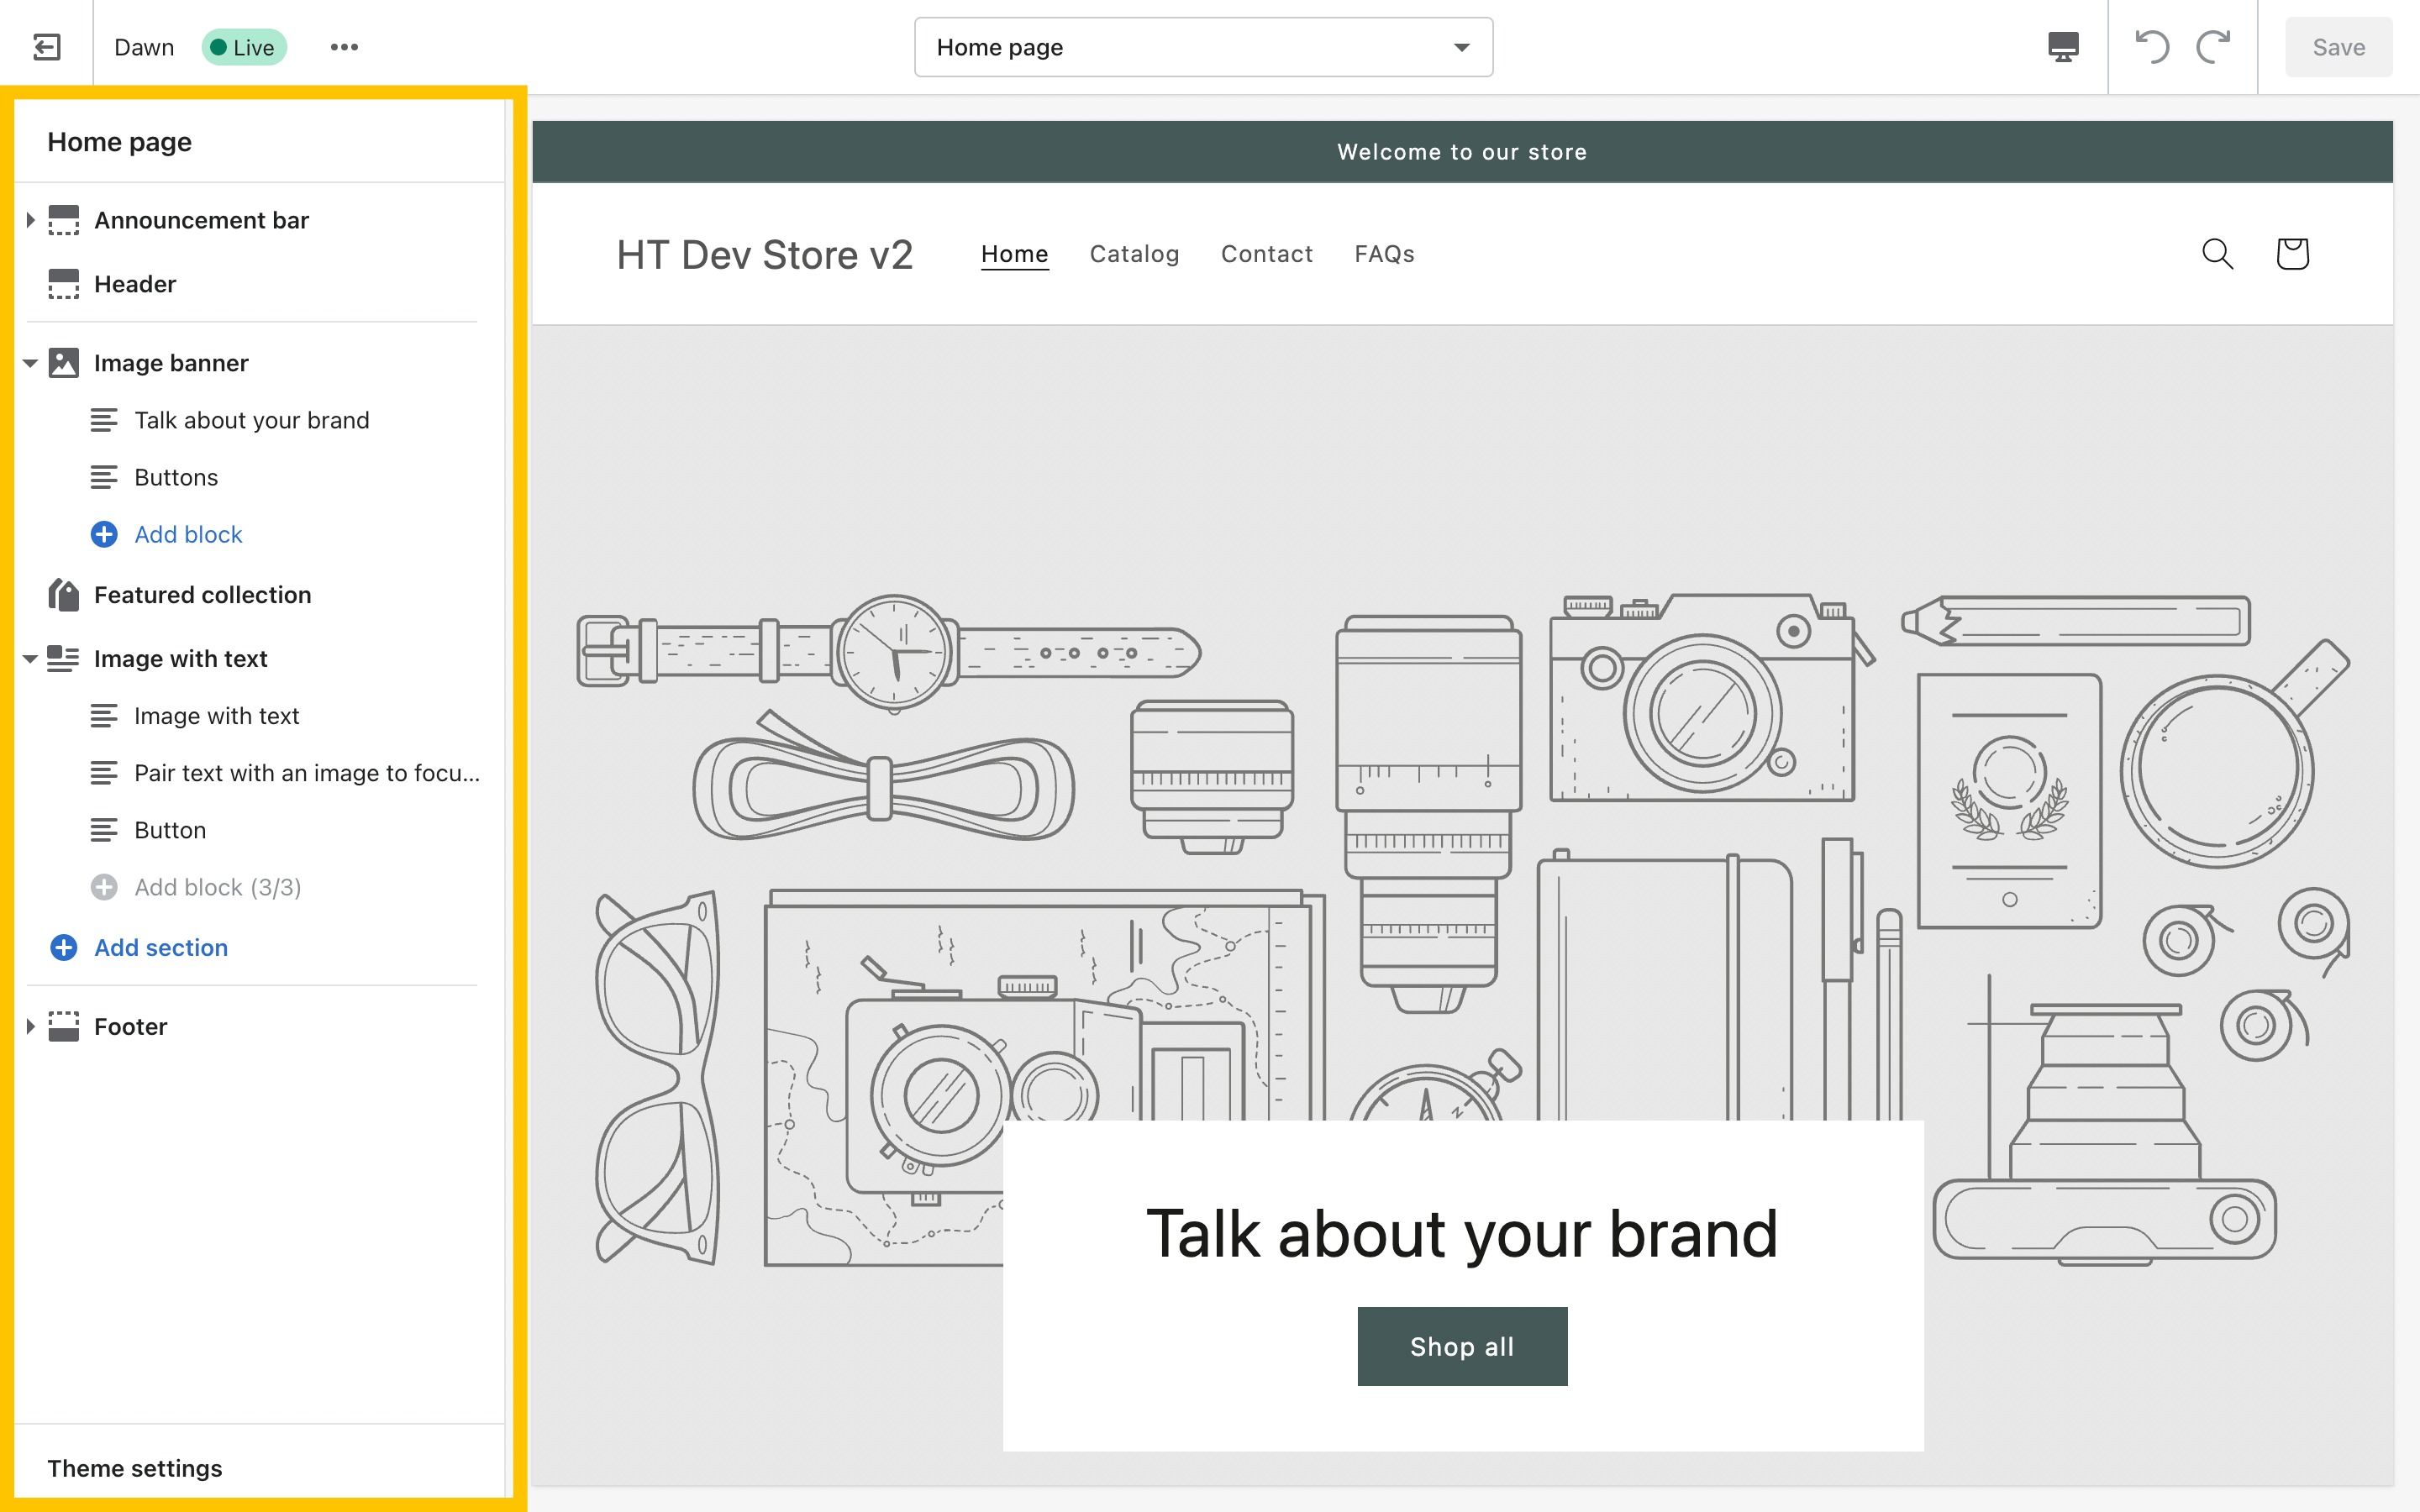 Dawn
Live
Home page
Save
Home page
Announcement bar
Header
Image banner
Talk about your brand
Buttons
Add block
Featured collection
Image with text
Image with text
Pair text with an image to focu...
Button
Add block (3/3)
Add section
Footer
Theme settings
Welcome to our store
HT Dev Store v2
Home
Catalog
Contact
FAQs
Talk about your brand
Shop all